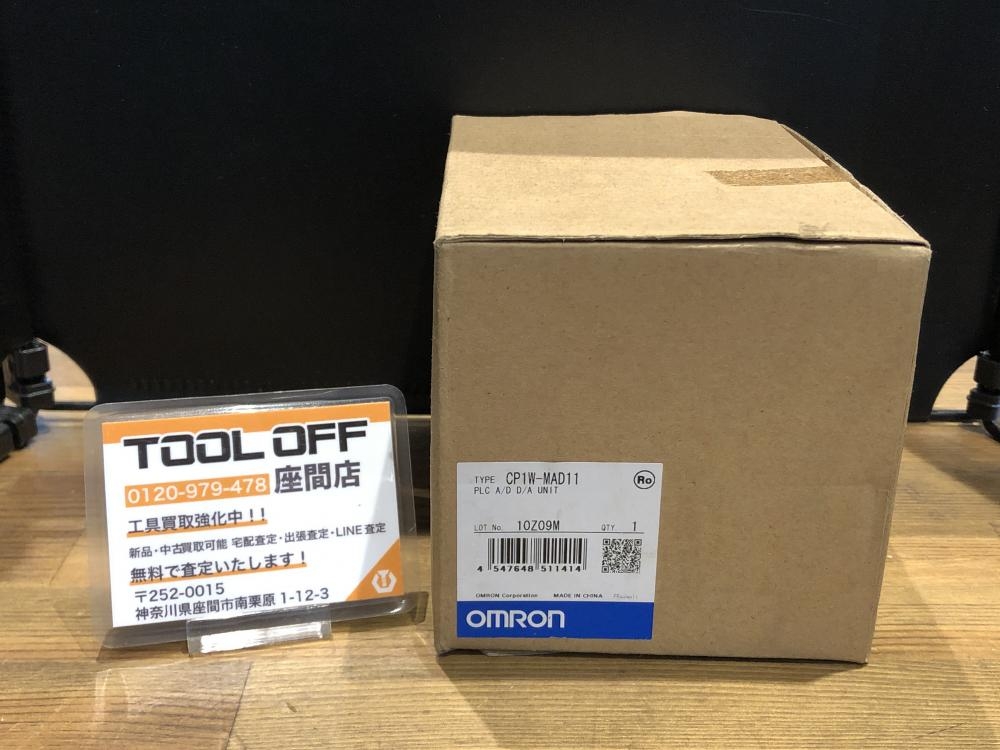 TOOL OFF
0120-979-478 座間店
工具買取強化中！！
新品・中古買取可能 宅配査定・出張査定・LINE査定
無料で査定いたします！
〒252-0015
神奈川県座間市南栗原 1-12-3
TYPE CP1W-MAD11
PLC A/D D/A UNIT
Ro
LOT No. 10Z09M QTY 1
4 547648 511414
OMRON Corporation MADE IN CHINA
OMRON